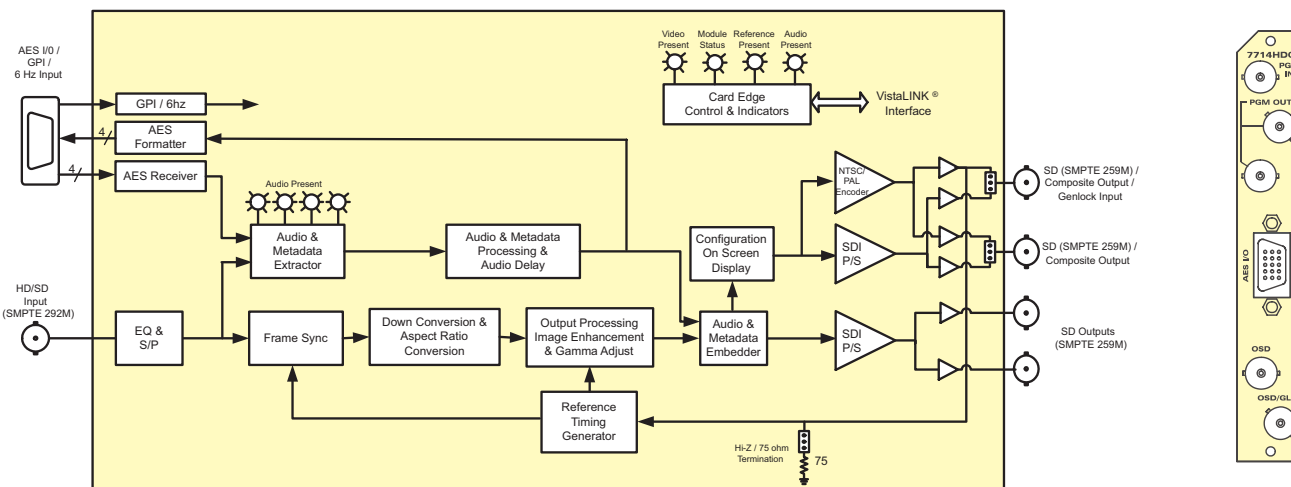 AES I/0 /
GPI /
6 Hz Input
GPI / 6hz
4
AES
Formatter
4
AES Receiver
Audio Present
Audio &
Metadata
Extractor
Audio & Metadata
Processing &
Audio Delay
Video
Present
Module
Status
Reference
Present
Audio
Present
Card Edge
Control & Indicators
VistaLINK ®
Interface
Configuration
On Screen
Display
NTSC/
PAL
Encoder
SDI
P/S
SD (SMPTE 259M) /
Composite Output /
Genlock Input
SD (SMPTE 259M) /
Composite Output
HD/SD
Input
(SMPTE 292M)
EQ &
S/P
Frame Sync
Down Conversion &
Aspect Ratio
Conversion
Output Processing
Image Enhancement
& Gamma Adjust
Audio &
Metadata
Embedder
SDI
P/S
SD Outputs
(SMPTE 259M)
Reference
Timing
Generator
Hi-Z / 75 ohm
Termination
75
PGM OUT
AES I/O
OSD
OSD/GL